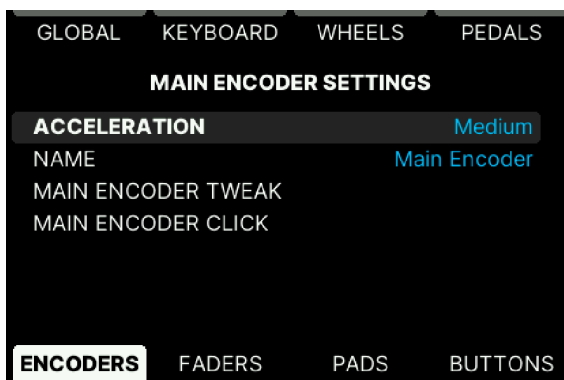 GLOBAL KEYBOARD WHEELS PEDALS
MAIN ENCODER SETTINGS
ACCELERATION Medium
NAME Main Encoder
MAIN ENCODER TWEAK
MAIN ENCODER CLICK
ENCODERS FADERS PADS BUTTONS